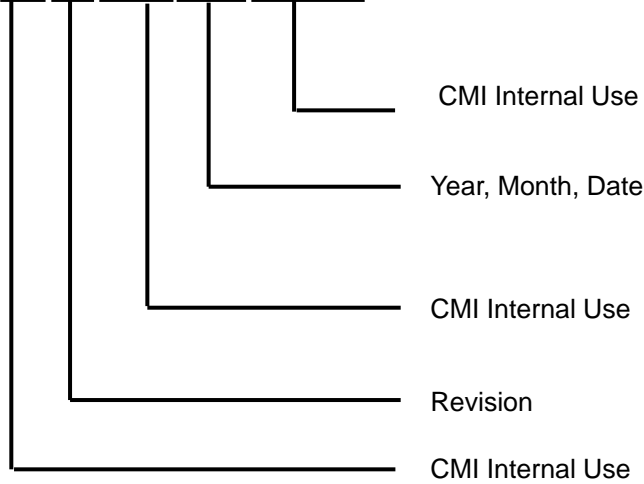 CMI Internal Use
Year, Month, Date
CMI Internal Use
Revision
CMI Internal Use